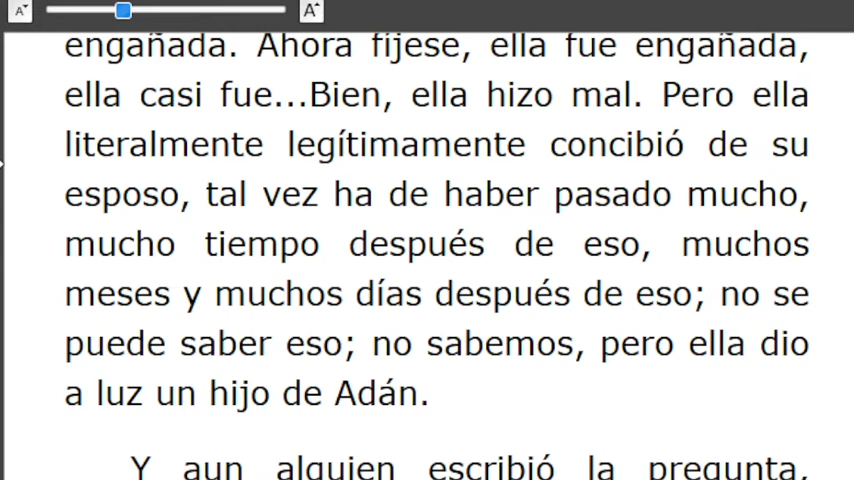 A
A
engañada. Ahora fíjese, ella fue engañada,
ella casi fue...Bien, ella hizo mal. Pero ella
literalmente legítimamente concibió de su
esposo, tal vez ha de haber pasado mucho,
mucho tiempo después de eso, muchos
meses y muchos días después de eso; no se
puede saber eso; no sabemos, pero ella dio
a luz un hijo de Adán.
Y aun alguien escribió la pregunta,